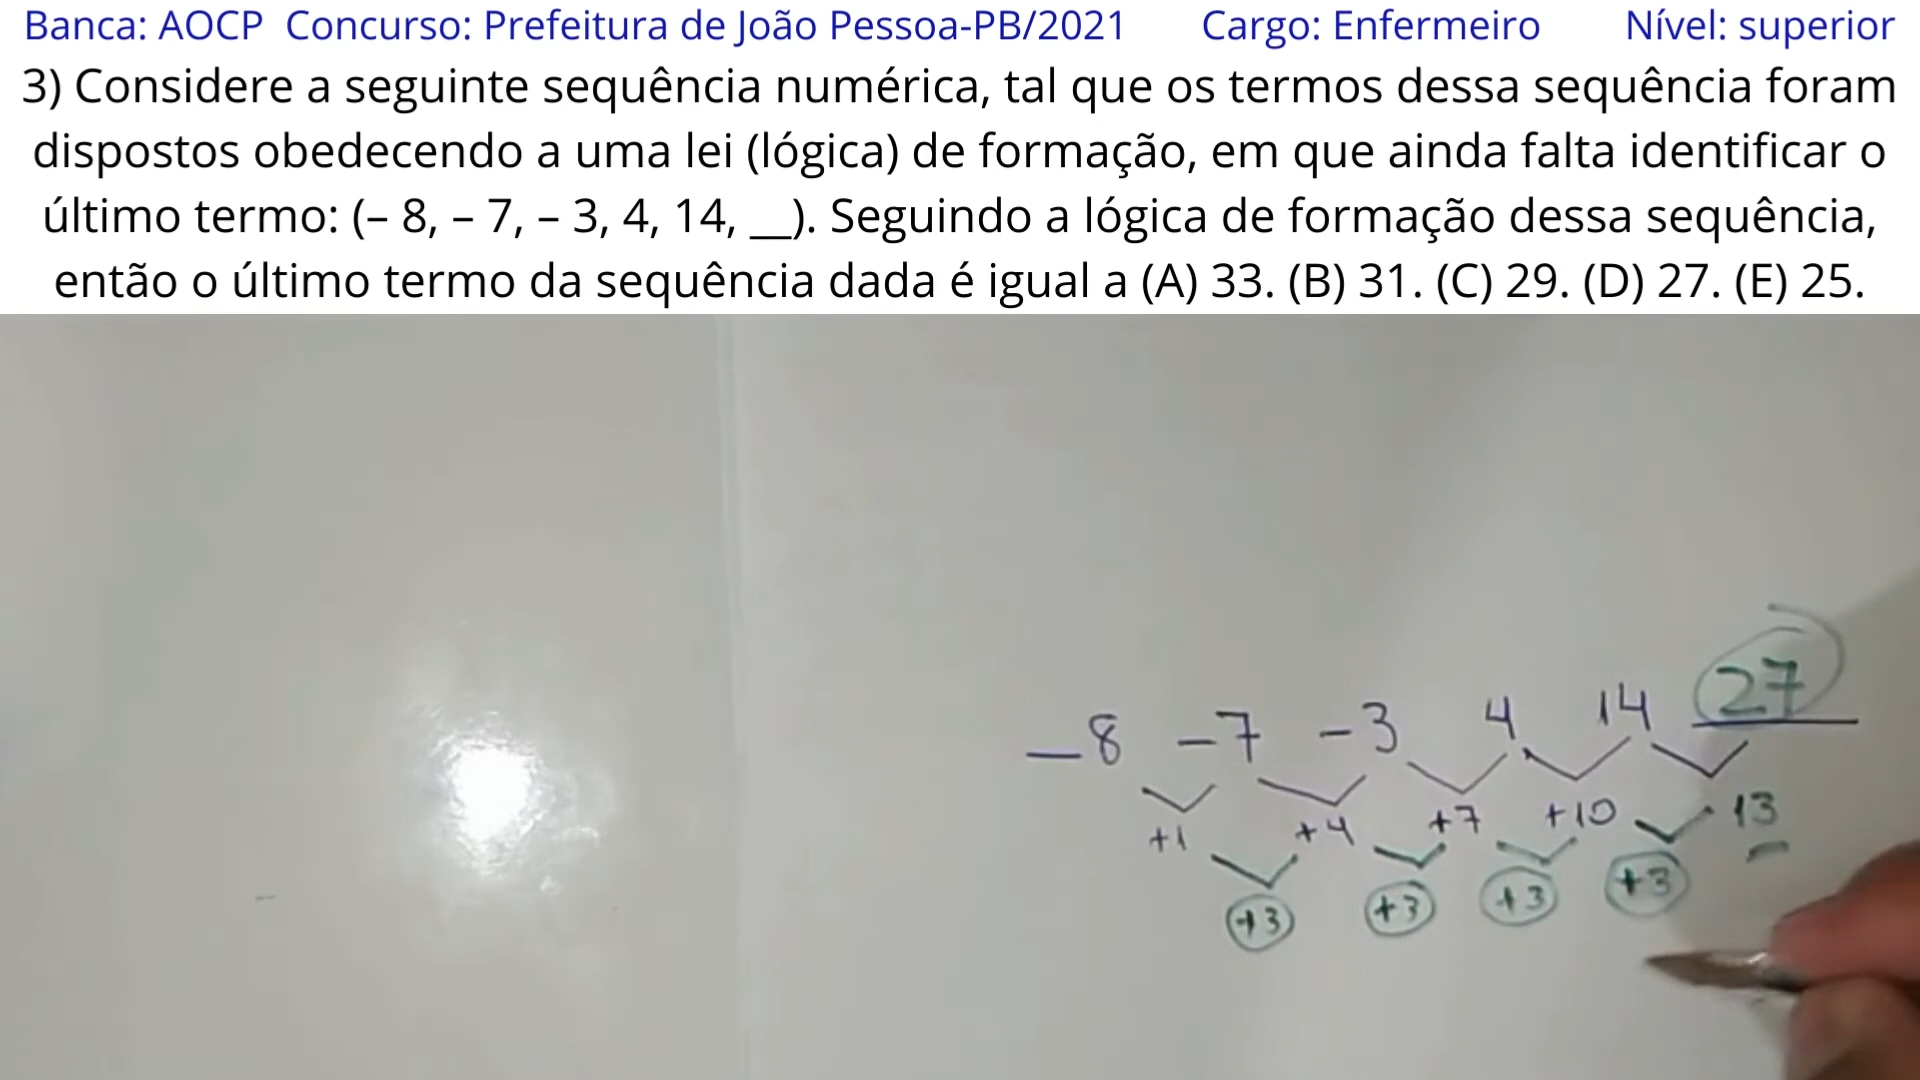 Banca: AOCP Concurso: Prefeitura de João Pessoa-PB/2021 Cargo: Enfermeiro Nível: superior
3) Considere a seguinte sequência numérica, tal que os termos dessa sequência foram
dispostos obedecendo a uma lei (lógica) de formação, em que ainda falta identificar o
último termo: (– 8, – 7, – 3, 4, 14, __). Seguindo a lógica de formação dessa sequência,
então o último termo da sequência dada é igual a (A) 33. (B) 31. (C) 29. (D) 27. (E) 25.
-8 -7 -3 4 14 27
+1 +4 +7 +10 13
+3 +3 +3 +3